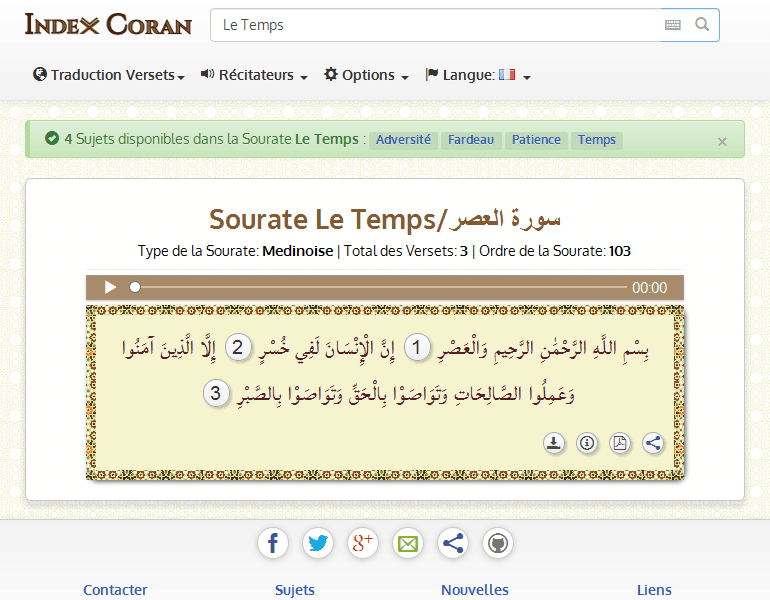 Index Coran
Le Temps
Traduction Versets
Récitateurs
Options
Langue:
4 Sujets disponibles dans la Sourate Le Temps : Adversité Fardeau Patience Temps ×
Sourate Le Temps/سورة العصر
Type de la Sourate: Medinoise | Total des Versets: 3 | Ordre de la Sourate: 103
00:00
بِسْمِ اللَّهِ الرَّحْمَٰنِ الرَّحِيمِ وَالْعَصْرِ 1 إِنَّ الْإِنْسَانَ لَفِي خُسْرٍ 2 إِلَّا الَّذِينَ آمَنُوا
وَعَمِلُوا الصَّالِحَاتِ وَتَوَاصَوْا بِالْحَقِّ وَتَوَاصَوْا بِالصَّبْرِ 3
Contacter
Sujets
Nouvelles
Liens